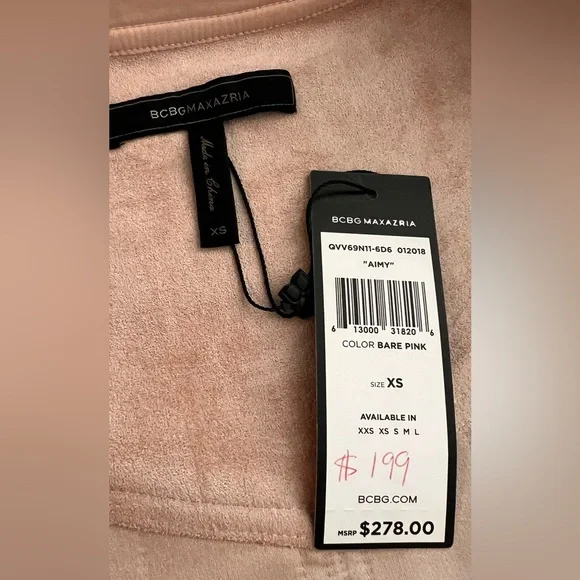 BCBGMAXAZRIA
Made in China
XS
BCBGMAXAZRIA
QVV69N11-6D6 012018
"AIMY"
6 13000 31820 6
COLOR BARE PINK
SIZE XS
AVAILABLE IN
XXS XS S M L
$ 199
BCBG.COM
MSRP $278.00